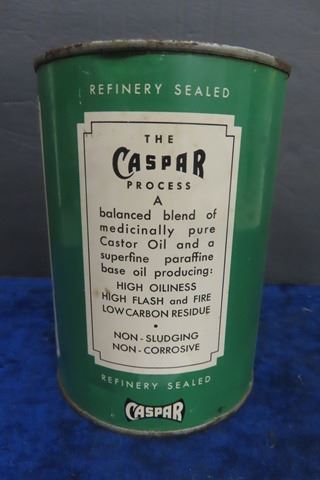 REFINERY SEALED
THE
CASPAR
PROCESS
A
balanced blend of
medicinally pure
Castor Oil and a
superfine paraffine
base oil producing:
HIGH OILINESS
HIGH FLASH and FIRE
LOW CARBON RESIDUE
•
NON-SLUDGING
NON-CORROSIVE
REFINERY SEALED
CASPAR